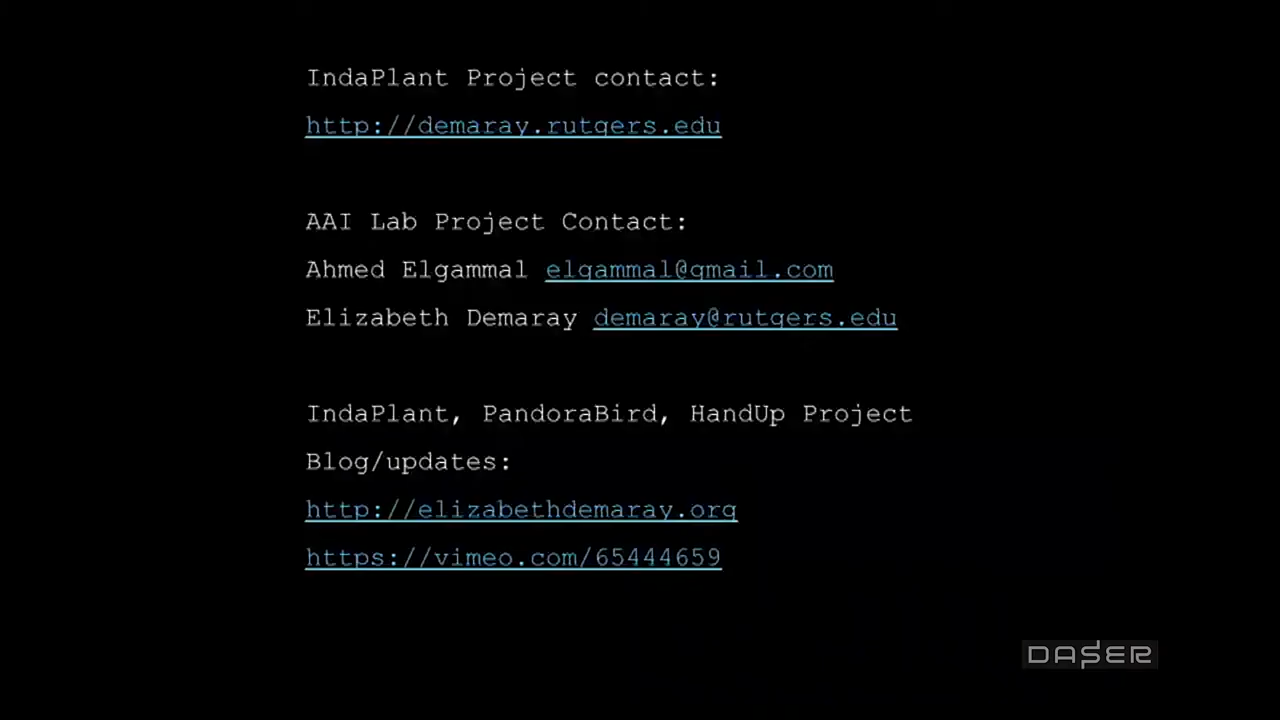 IndaPlant Project contact:
http://demaray.rutgers.edu
AAI Lab Project Contact:
Ahmed Elgammal elgammal@gmail.com
Elizabeth Demaray demaray@rutgers.edu
IndaPlant, PandoraBird, HandUp Project
Blog/updates:
http://elizabethdemaray.org
https://vimeo.com/65444659
DASER